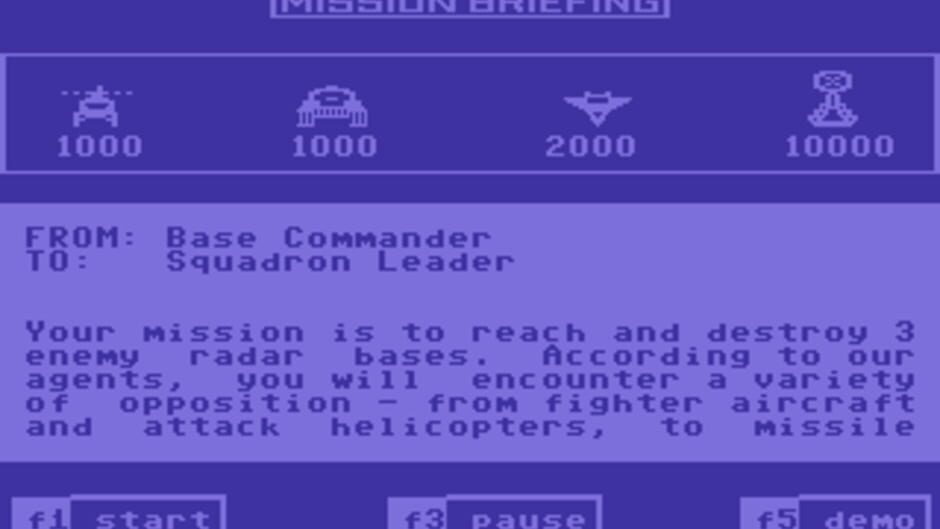 MISSION BRIEFING
1000 1000 2000 10000
FROM: Base Commander
TO: Squadron Leader
Your mission is to reach and destroy 3
enemy radar bases. According to our
agents, you will encounter a variety
of opposition - from fighter aircraft
and attack helicopters, to missile
f1 start f3 pause f5 demo